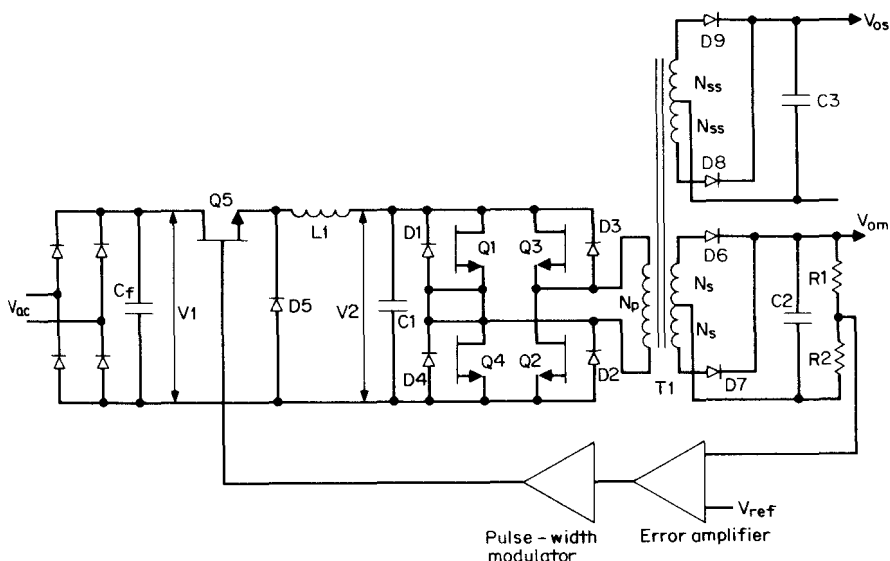 D9
Vos
Nss
C3
Nss
D8
Q5
L1
D1
Q1
Q3
D3
Vom
D6
Vac
Cf
V1
D5
V2
C1
Np
Ns
C2
R1
Ns
D4
Q4
Q2
D2
T1
D7
R2
Vref
Pulse-width
modulator
Error amplifier